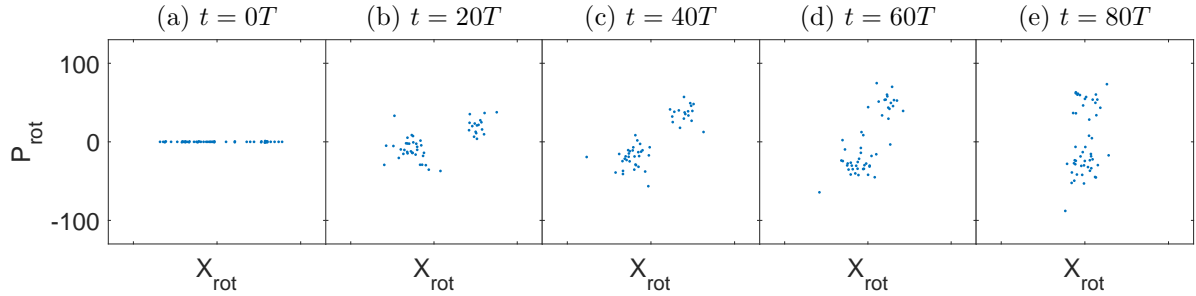 (a) t = 0T (b) t = 20T (c) t = 40T (d) t = 60T (e) t = 80T
100
0
-100
P_rot
X_rot X_rot X_rot X_rot X_rot